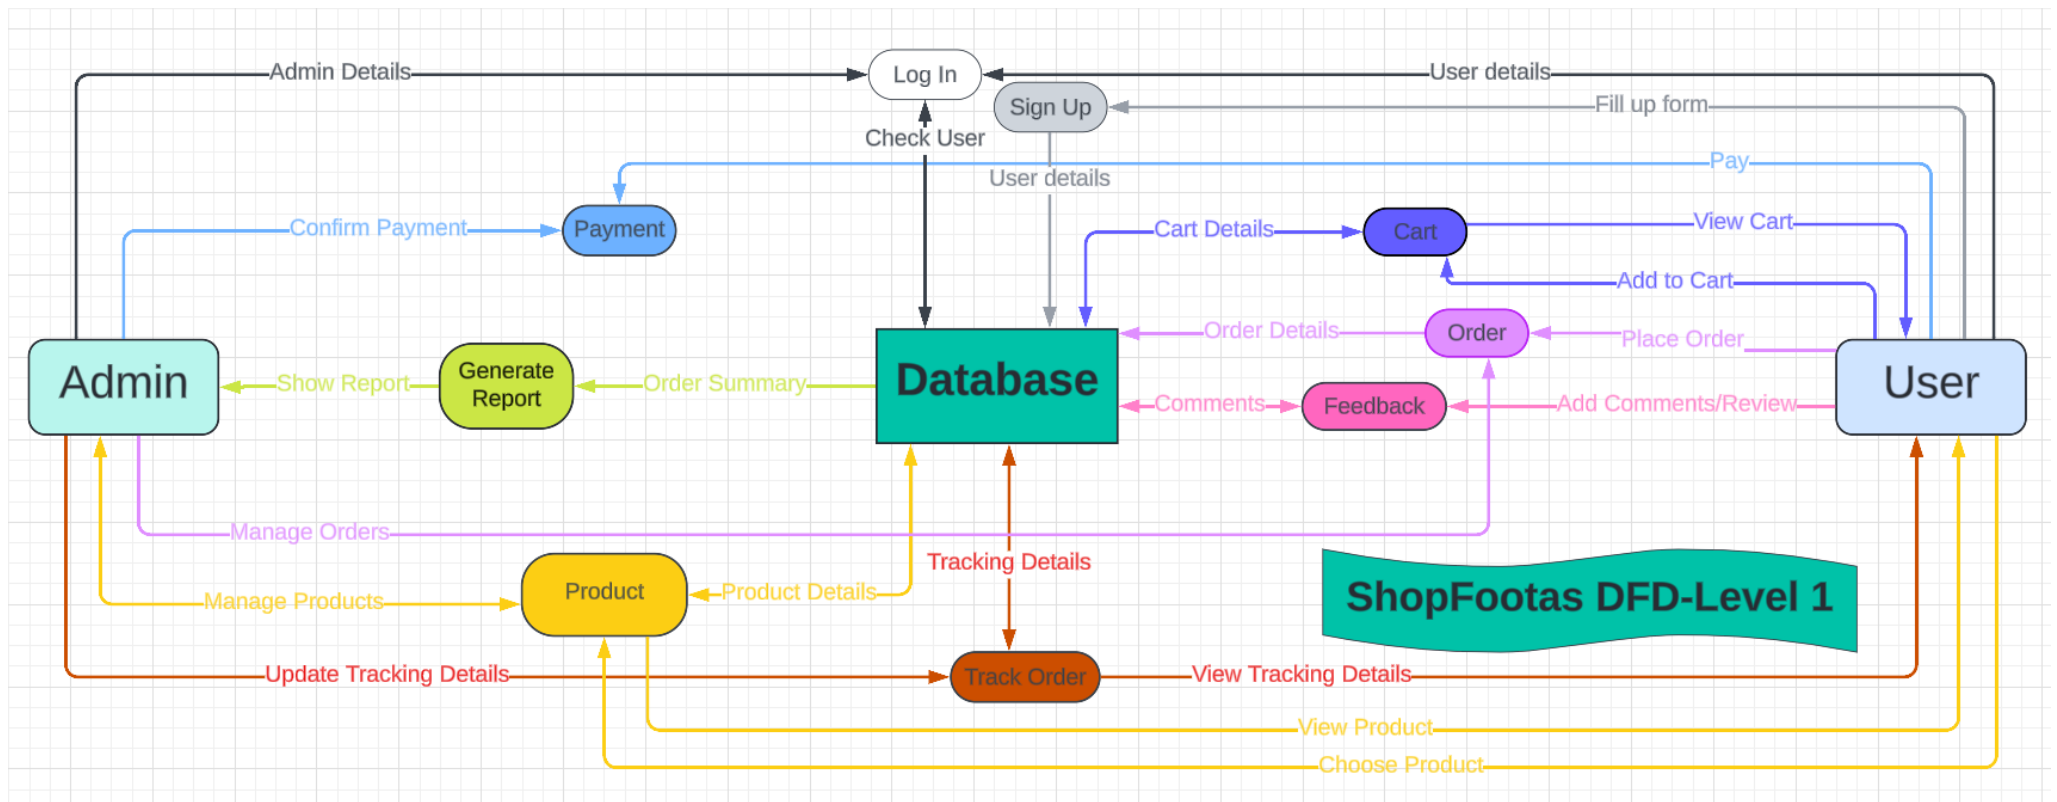 Admin Details
Log In
User details
Sign Up
Fill up form
Check User
Pay
User details
Confirm Payment
Payment
Cart Details
Cart
View Cart
Add to Cart
Order Details
Order
Place Order
Admin
Show Report
Generate
Report
Order Summary
Database
Comments
Feedback
Add Comments/Review
User
Manage Orders
Tracking Details
Product
Product Details
Manage Products
ShopFootas DFD-Level 1
Update Tracking Details
Track Order
View Tracking Details
View Product
Choose Product